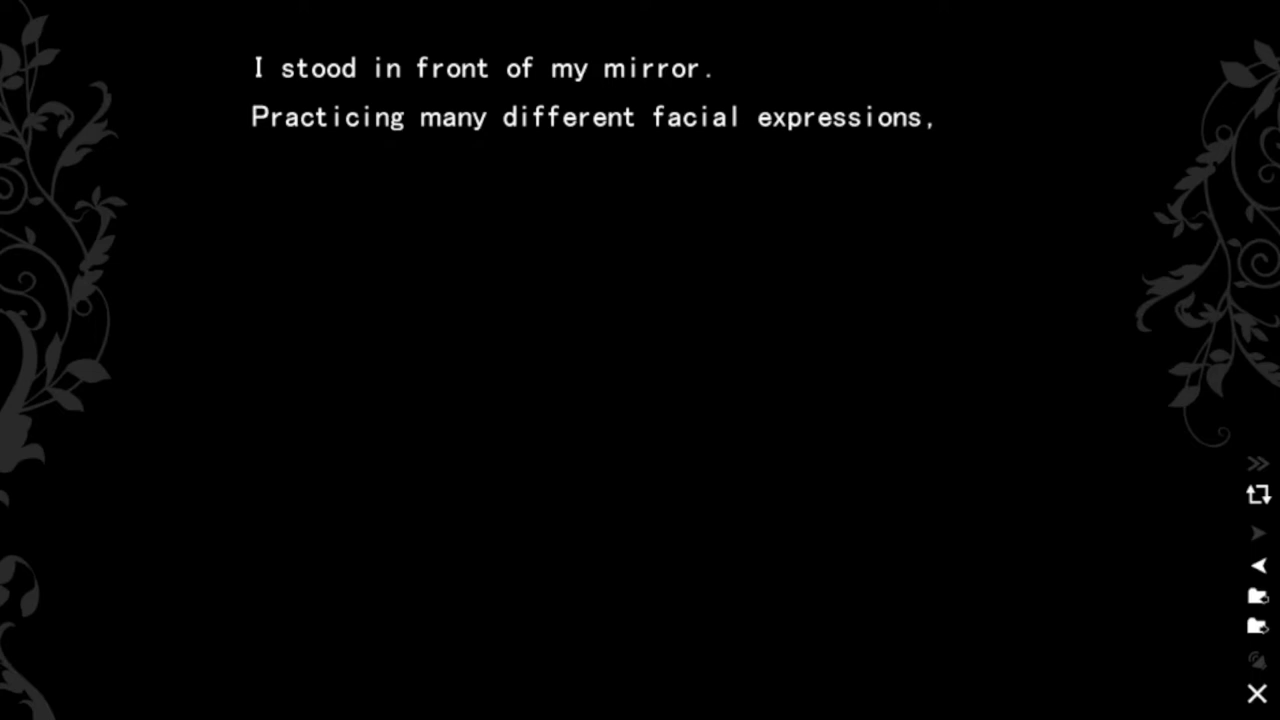 I stood in front of my mirror.
Practicing many different facial expressions,